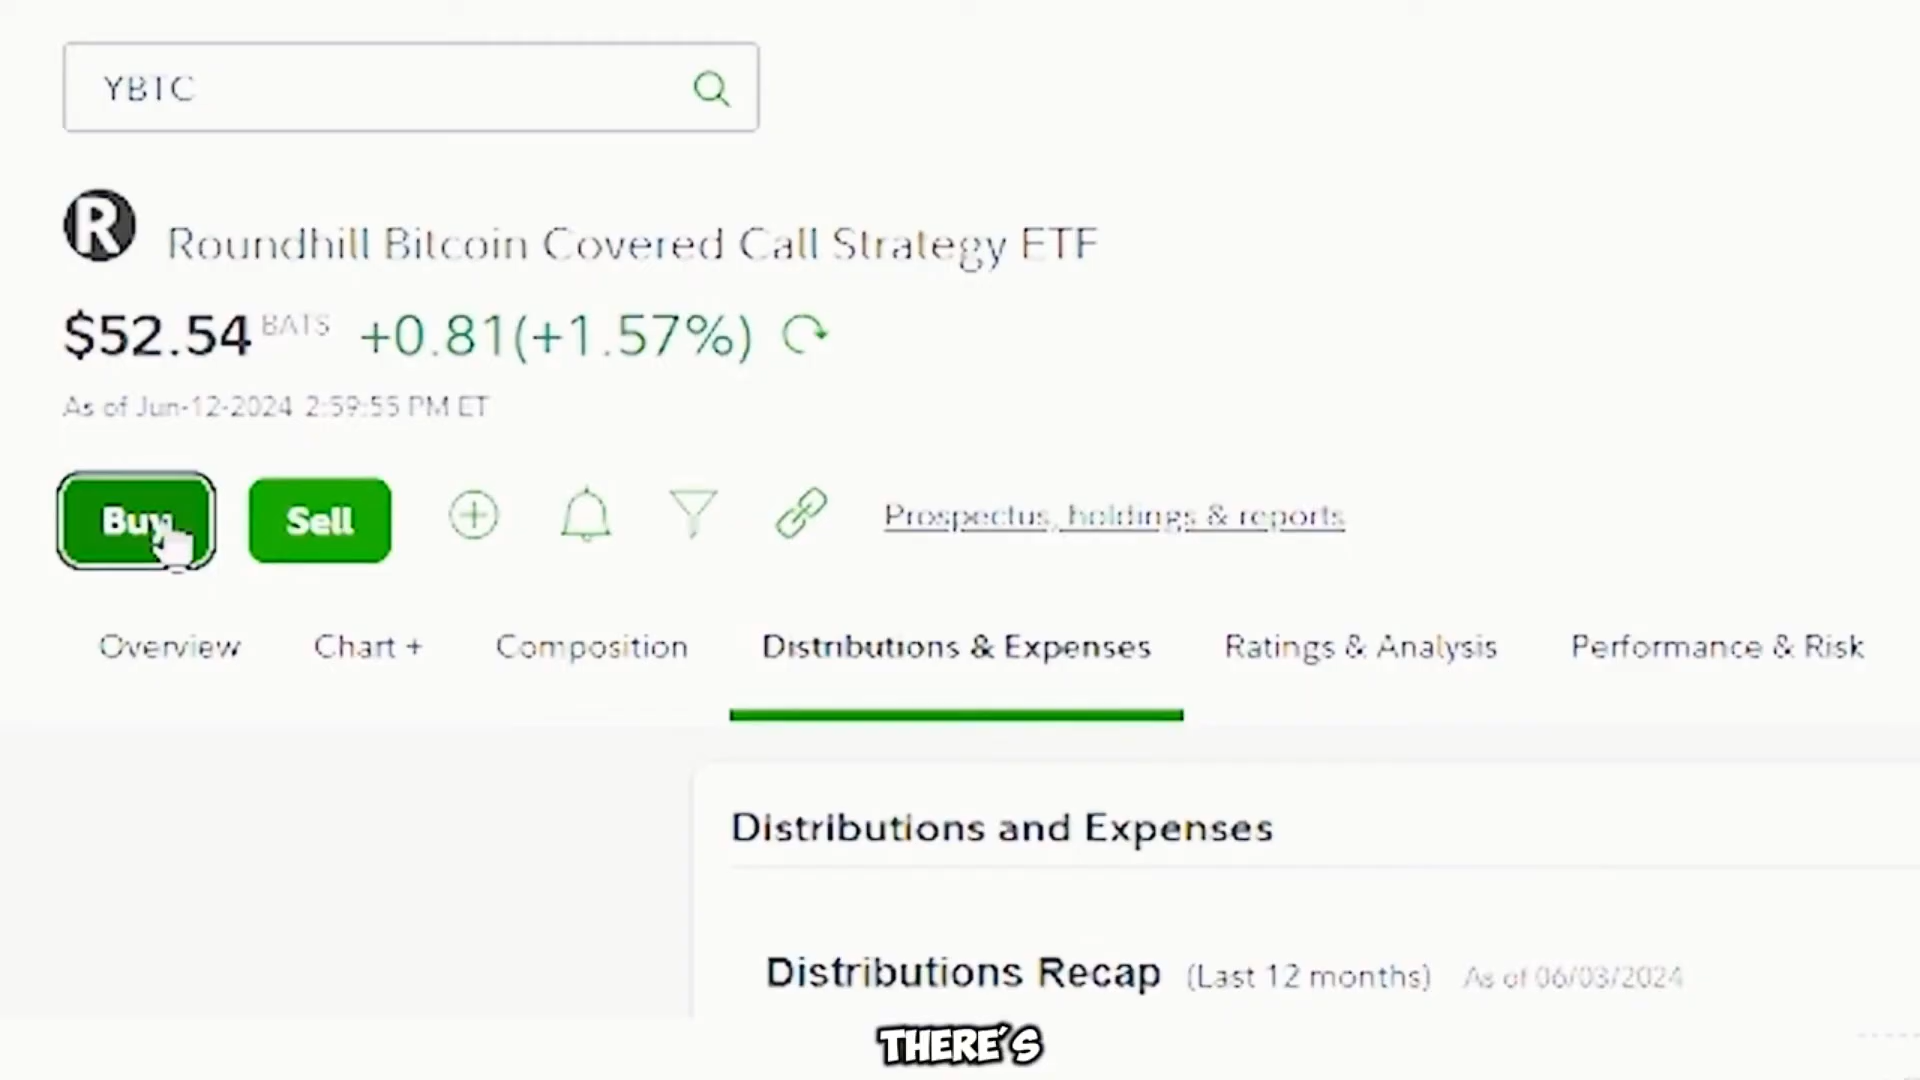 YBTC
R
Roundhill Bitcoin Covered Call Strategy ETF
$52.54 BATS +0.81(+1.57%)
As of Jun-12-2024 2:59:55 PM ET
Buy Sell Prospectus, holdings & reports
Overview Chart + Composition Distributions & Expenses Ratings & Analysis Performance & Risk
Distributions and Expenses
Distributions Recap (Last 12 months) As of 06/03/2024
THERE'S